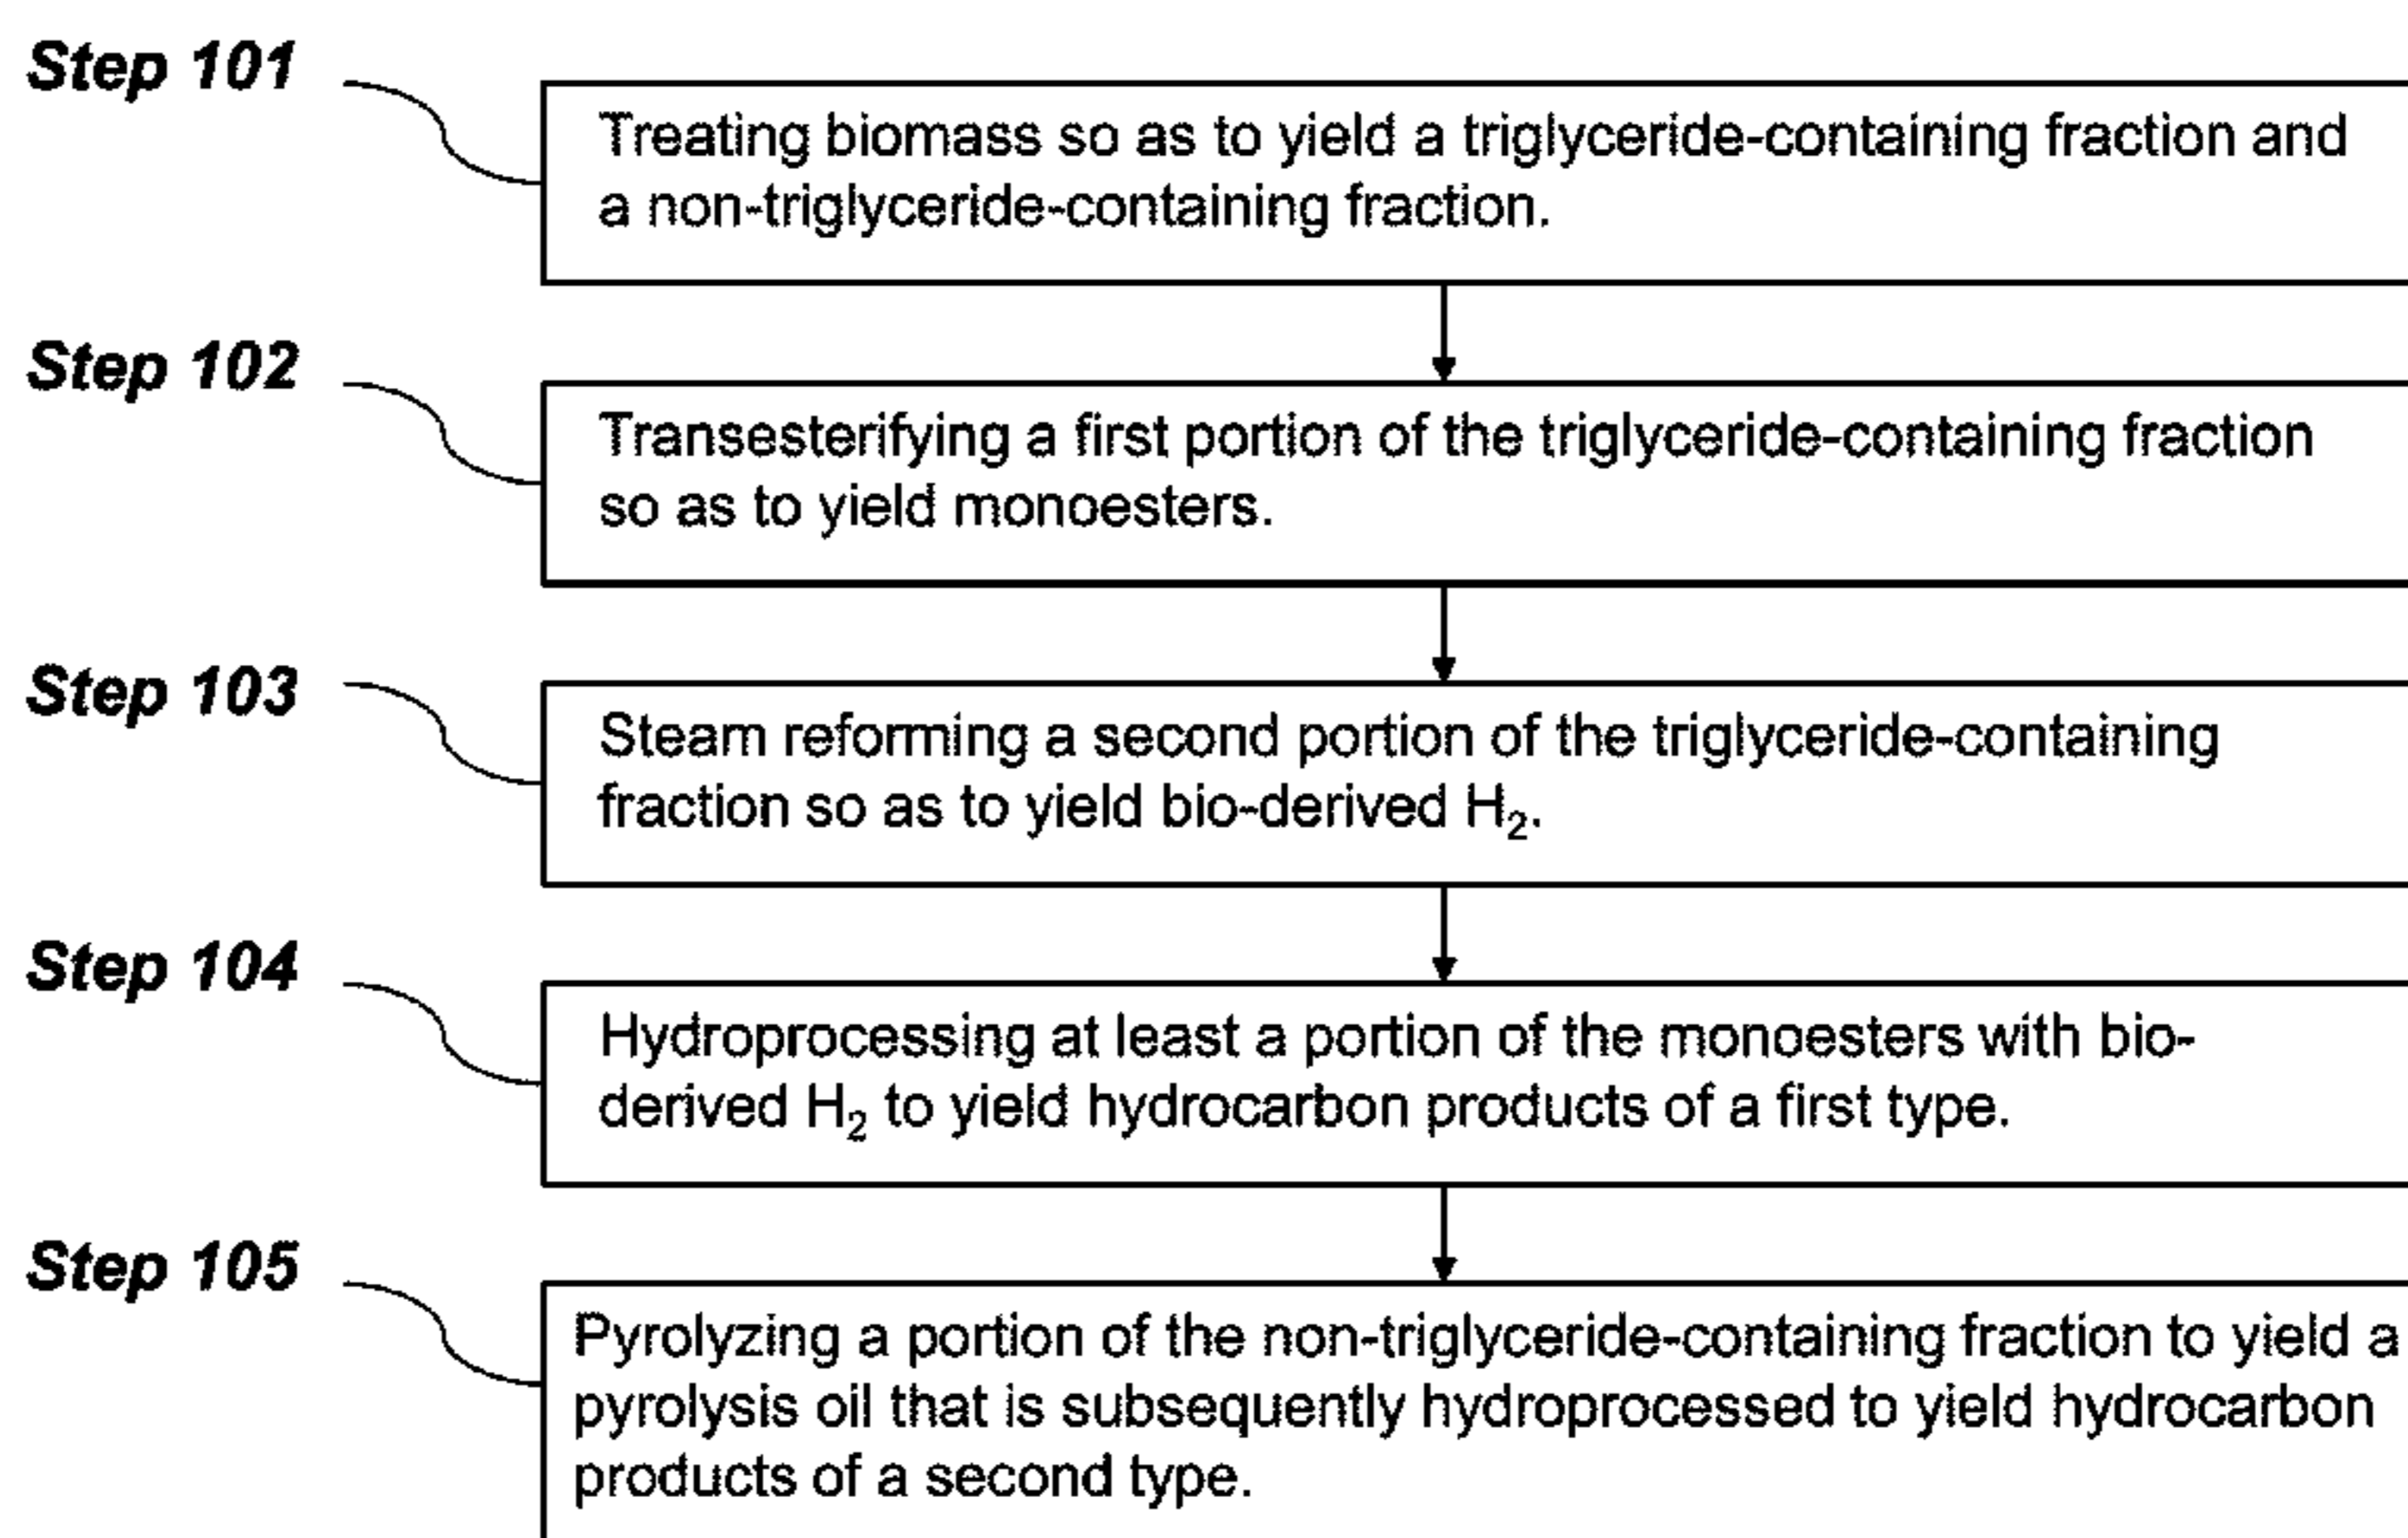 Step 101
Treating biomass so as to yield a triglyceride-containing fraction and
a non-triglyceride-containing fraction.
Step 102
Transesterifying a first portion of the triglyceride-containing fraction
so as to yield monoesters.
Step 103
Steam reforming a second portion of the triglyceride-containing
fraction so as to yield bio-derived H₂.
Step 104
Hydroprocessing at least a portion of the monoesters with bio-
derived H₂ to yield hydrocarbon products of a first type.
Step 105
Pyrolyzing a portion of the non-triglyceride-containing fraction to yield a
pyrolysis oil that is subsequently hydroprocessed to yield hydrocarbon
products of a second type.